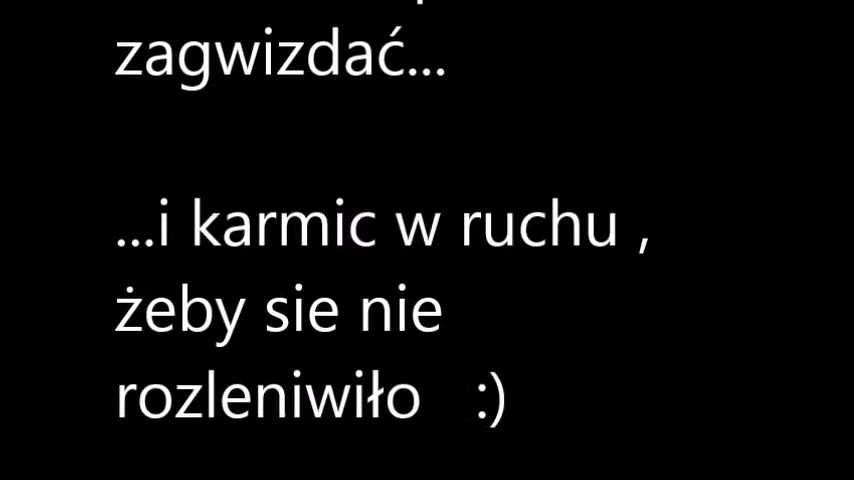 zagwizdać...
...i karmic w ruchu ,
żeby sie nie
rozleniwiło :)